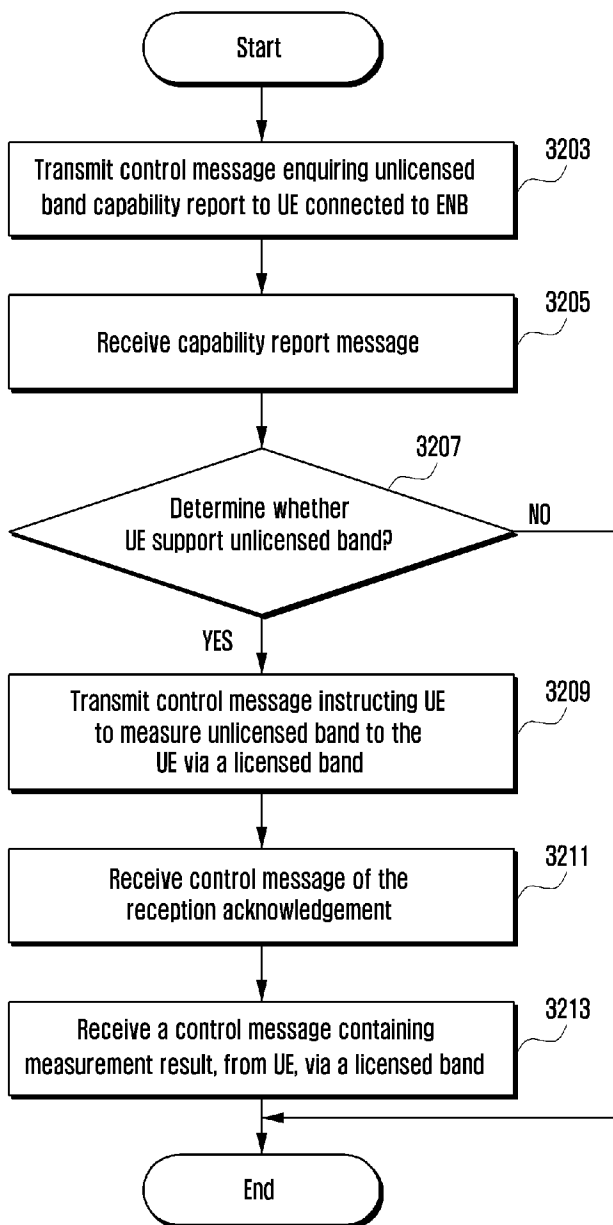 Start
3203
Transmit control message enquiring unlicensed
band capability report to UE connected to ENB
3205
Receive capability report message
3207
Determine whether
UE support unlicensed band?
NO
YES
3209
Transmit control message instructing UE
to measure unlicensed band to the
UE via a licensed band
3211
Receive control message of the
reception acknowledgement
3213
Receive a control message containing
measurement result, from UE, via a licensed band
End